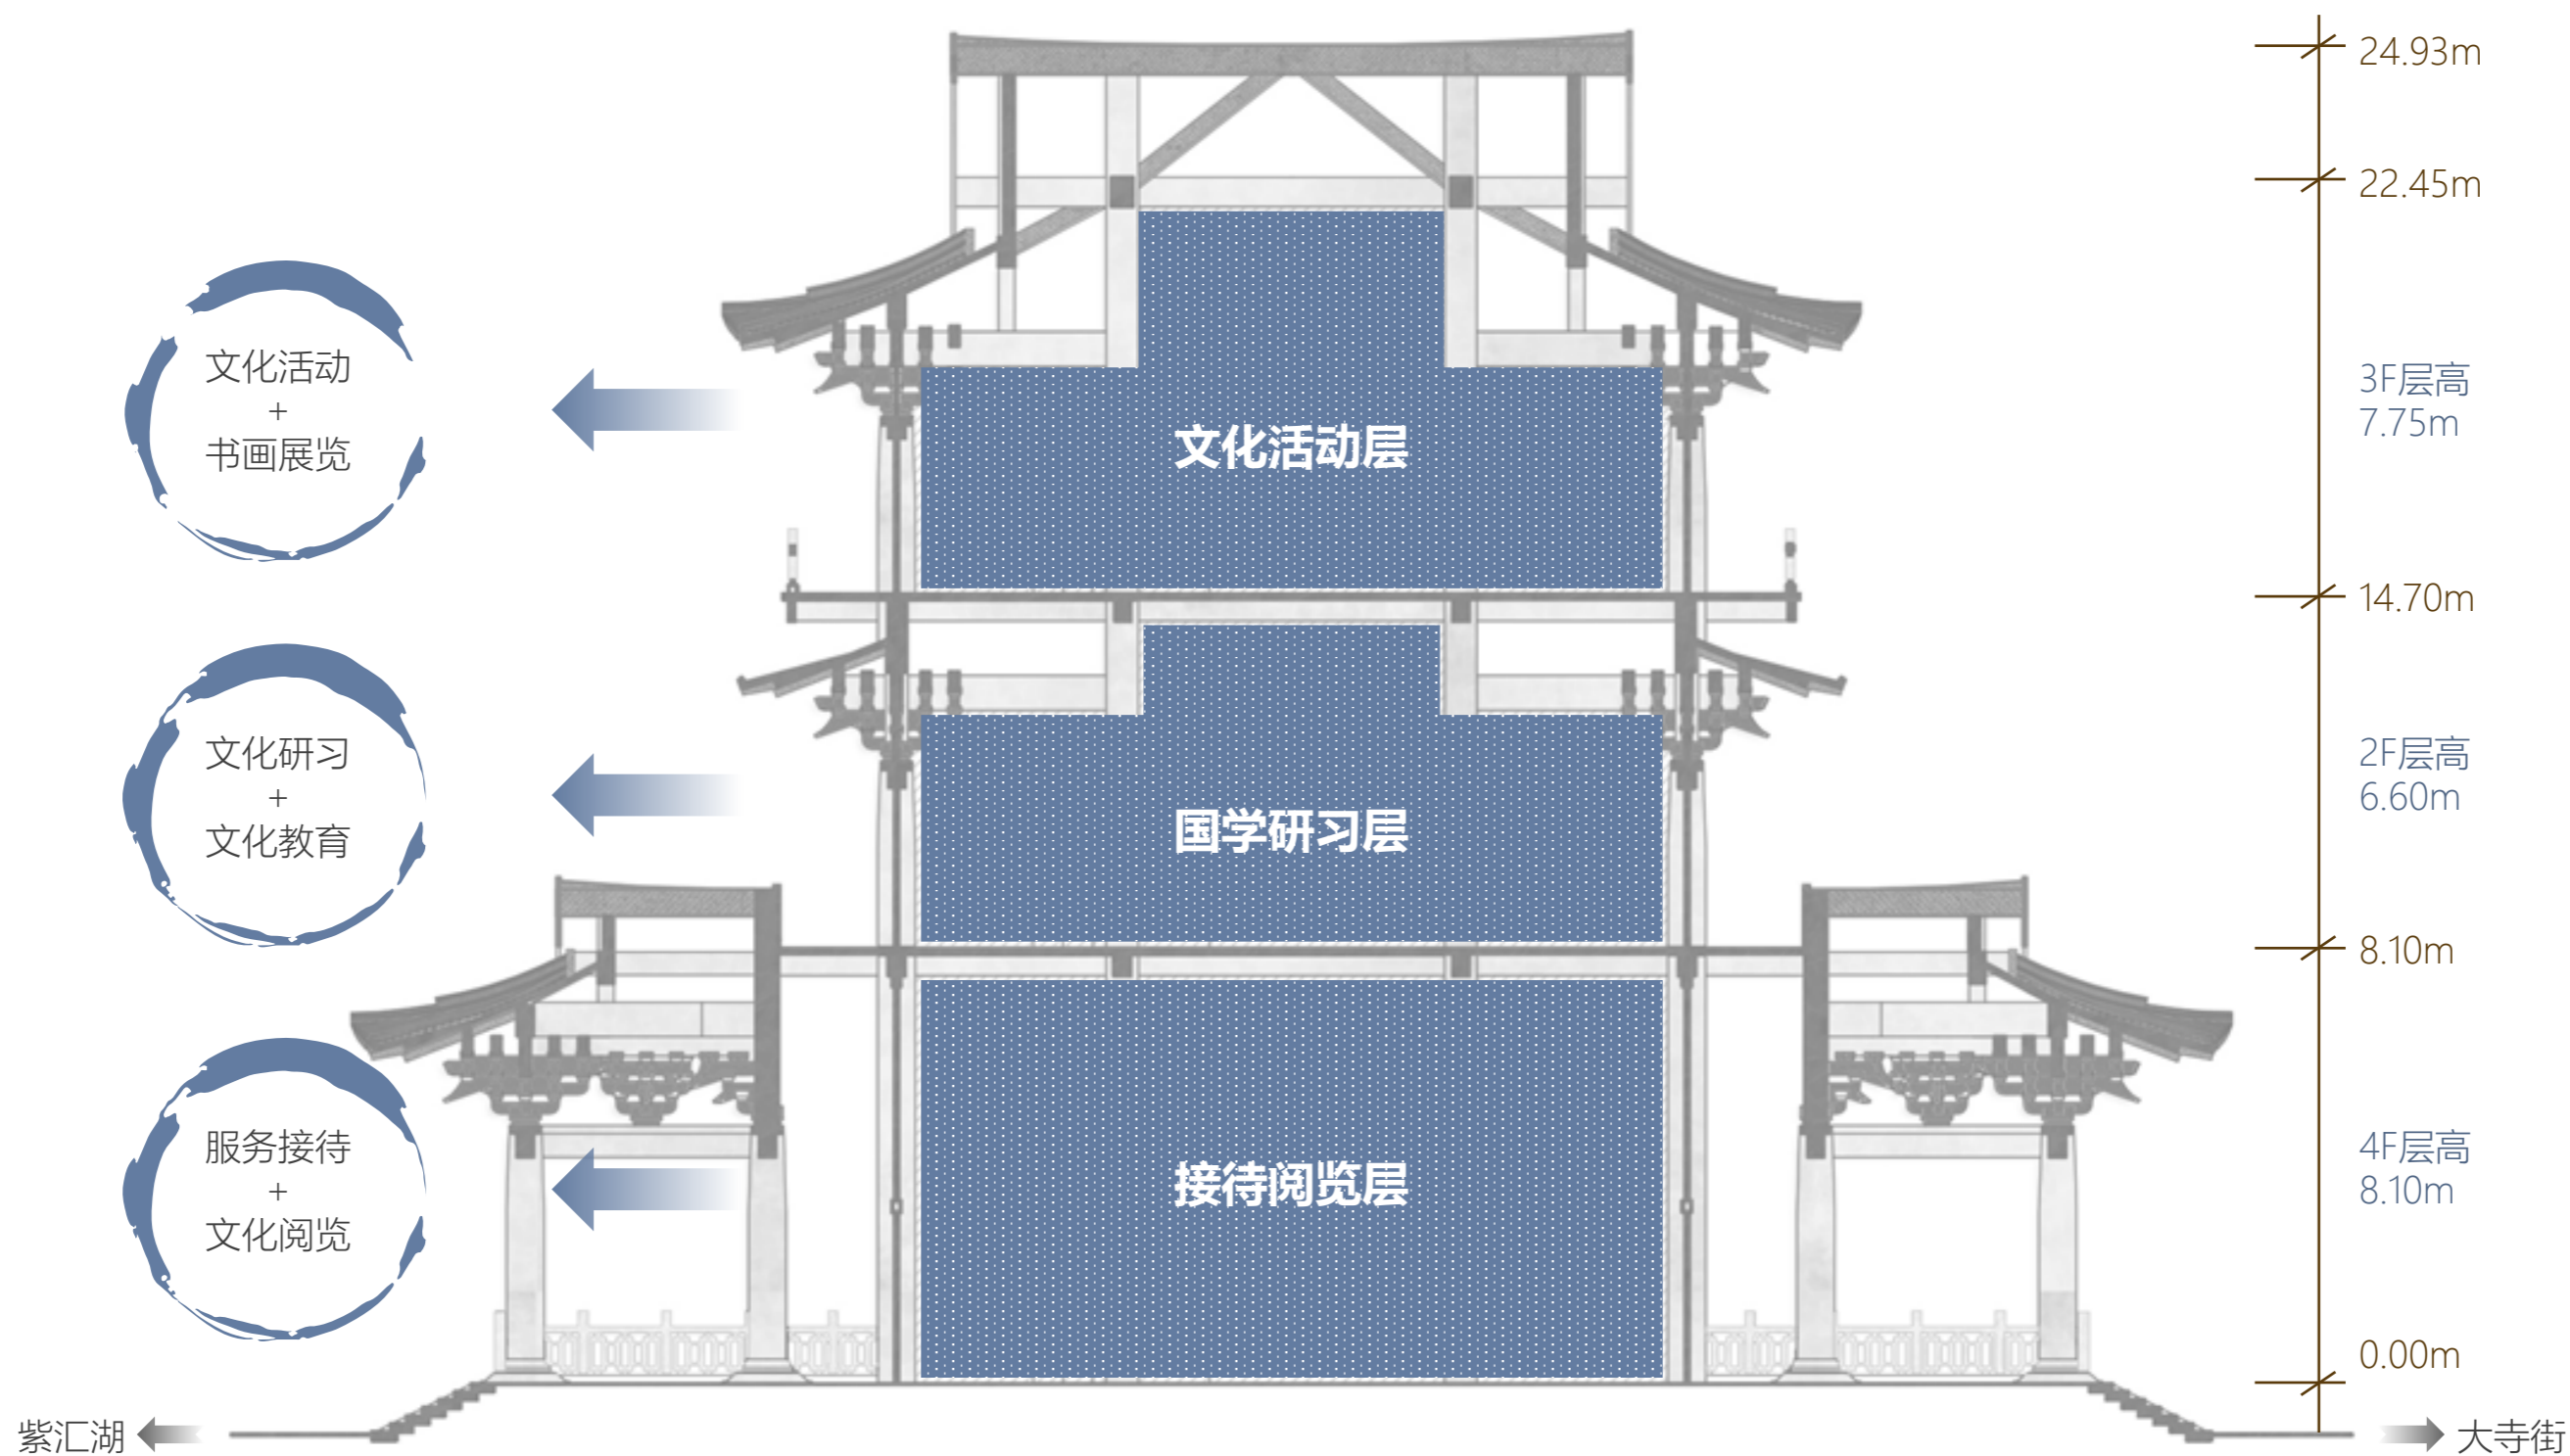 24.93m
22.45m
文化活动
+
书画展览
文化活动层
3F层高
7.75m
14.70m
文化研习
+
文化教育
国学研习层
2F层高
6.60m
8.10m
服务接待
+
文化阅览
接待阅览层
4F层高
8.10m
0.00m
紫汇湖
大寺街